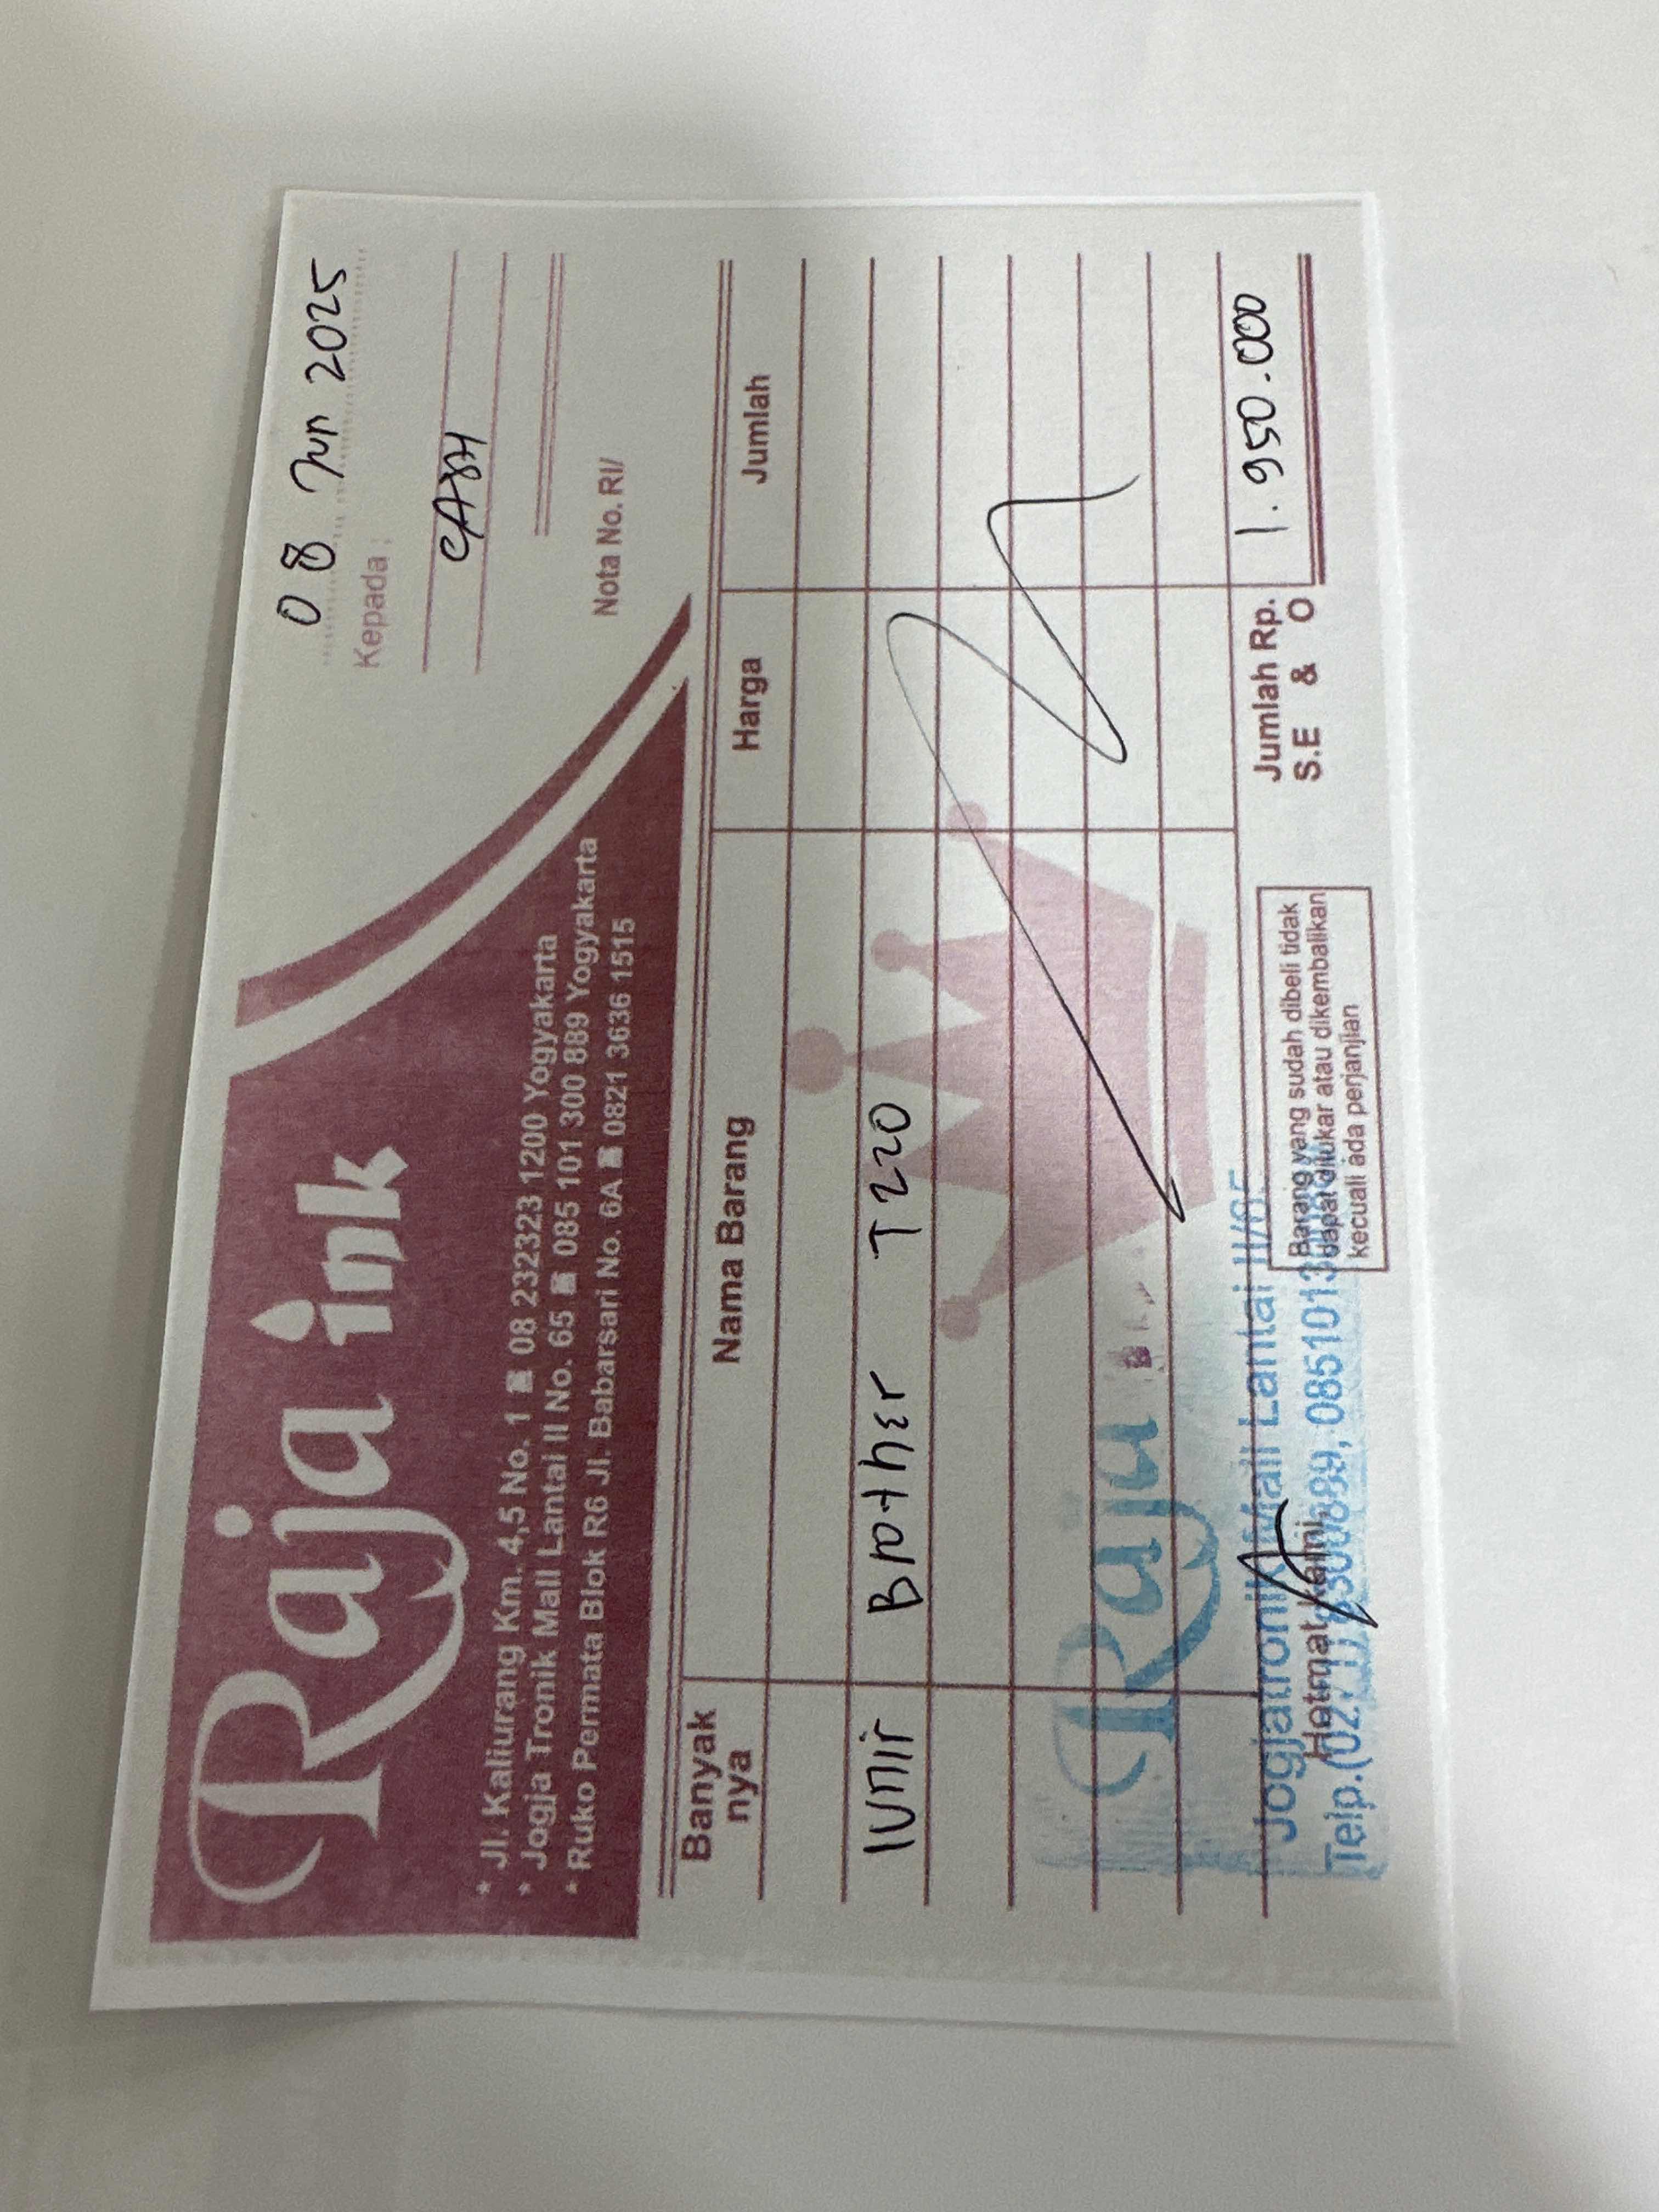 Raja ink
* Jl. Kaliurang Km. 4,5 No. 1 08 232323 1200 Yogyakarta
* Jogja Tronik Mall Lantai II No. 65 085 101 300 889 Yogyakarta
* Ruko Permata Blok R6 Jl. Babarsari No. 6A 0821 3636 1515
08 Jun 2025
Kepada :
CASH
Nota No. RI/
Banyak nya Nama Barang Harga Jumlah
1UNIT Brother T220
Raja
Jogjatronik Mall Lantai II/65
Telp. 085101300889
Hormat kami,
Barang yang sudah dibeli tidak
dapat ditukar atau dikembalikan
kecuali ada perjanjian
Jumlah Rp. 1.950.000
S.E & O